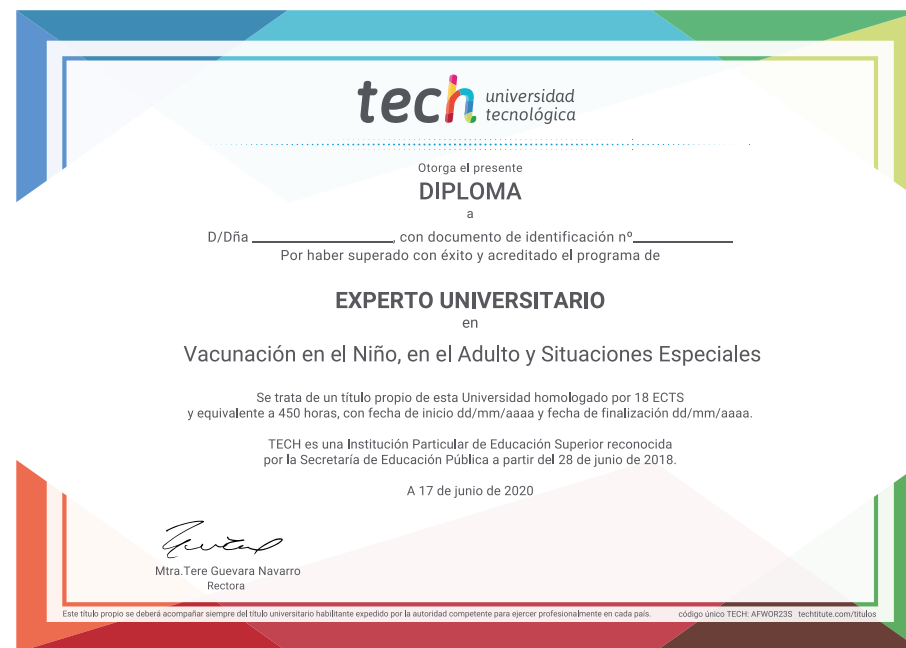 tech universidad
tecnológica
Otorga el presente
DIPLOMA
a
D/Dña ____________________, con documento de identificación nº______________
Por haber superado con éxito y acreditado el programa de
EXPERTO UNIVERSITARIO
en
Vacunación en el Niño, en el Adulto y Situaciones Especiales
Se trata de un título propio de esta Universidad homologado por 18 ECTS
y equivalente a 450 horas, con fecha de inicio dd/mm/aaaa y fecha de finalización dd/mm/aaaa.
TECH es una Institución Particular de Educación Superior reconocida
por la Secretaría de Educación Pública a partir del 28 de junio de 2018.
A 17 de junio de 2020
Mtra.Tere Guevara Navarro
Rectora
Este título propio se deberá acompañar siempre del título universitario habilitante expedido por la autoridad competente para ejercer profesionalmente en cada país. código único TECH: AFWOR23S techtitute.com/titulos